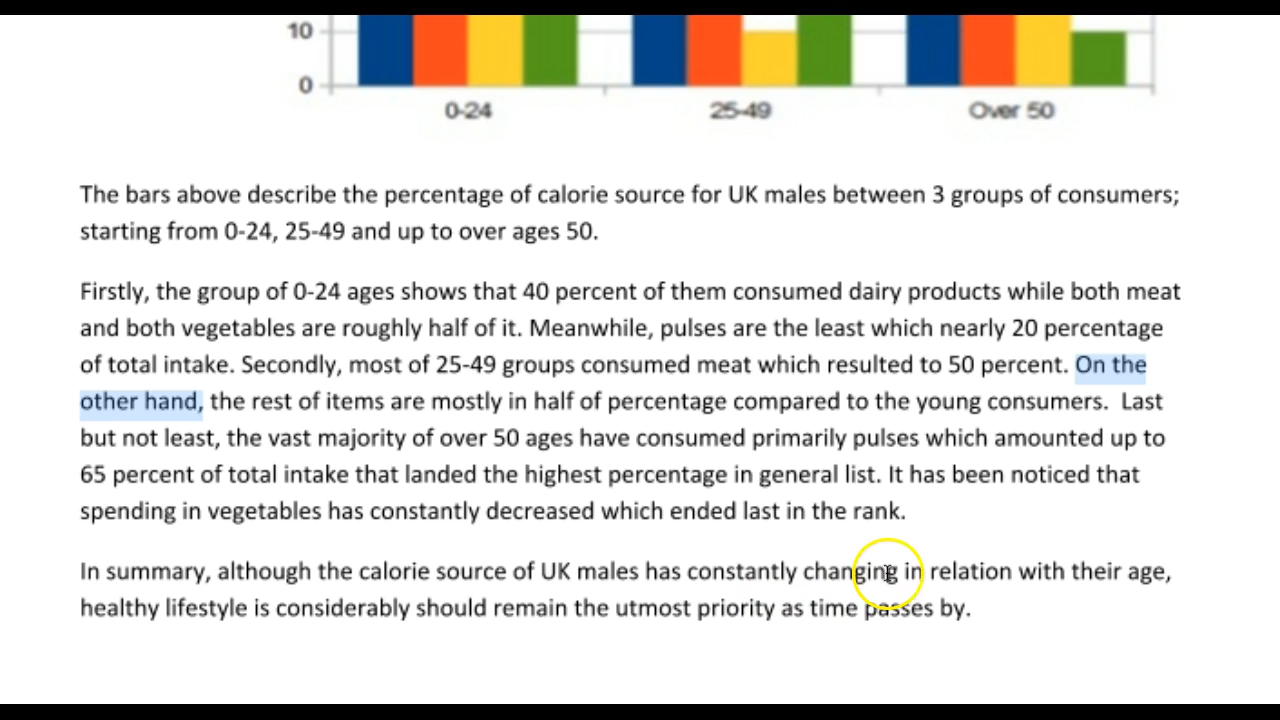 10
0
0-24 25-49 Over 50
The bars above describe the percentage of calorie source for UK males between 3 groups of consumers;
starting from 0-24, 25-49 and up to over ages 50.
Firstly, the group of 0-24 ages shows that 40 percent of them consumed dairy products while both meat
and both vegetables are roughly half of it. Meanwhile, pulses are the least which nearly 20 percentage
of total intake. Secondly, most of 25-49 groups consumed meat which resulted to 50 percent. On the
other hand, the rest of items are mostly in half of percentage compared to the young consumers.  Last
but not least, the vast majority of over 50 ages have consumed primarily pulses which amounted up to
65 percent of total intake that landed the highest percentage in general list. It has been noticed that
spending in vegetables has constantly decreased which ended last in the rank.
In summary, although the calorie source of UK males has constantly changing in relation with their age,
healthy lifestyle is considerably should remain the utmost priority as time passes by.